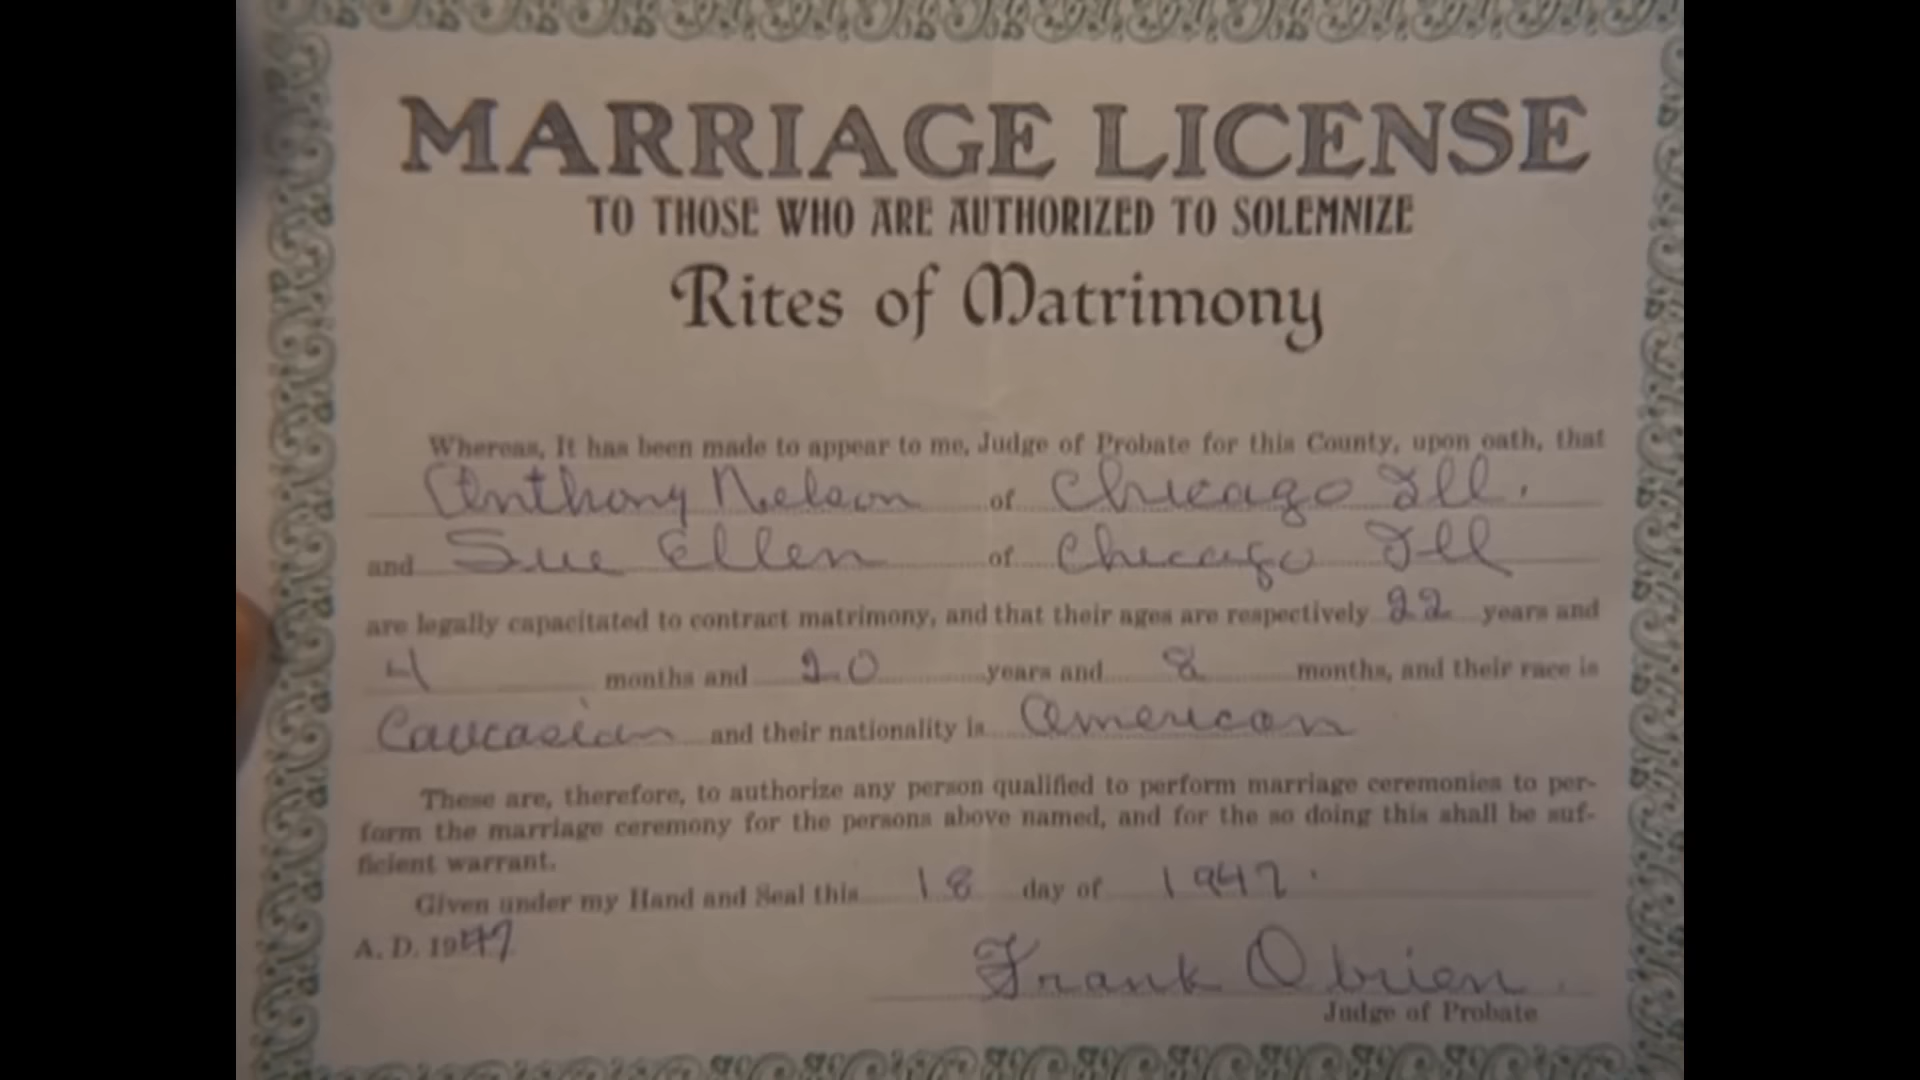 MARRIAGE LICENSE
TO THOSE WHO ARE AUTHORIZED TO SOLEMNIZE
Rites of Matrimony
Whereas, It has been made to appear to me, Judge of Probate for this County, upon oath, that
Anthony Nelson of Chicago Ill.
and Sue Ellen of Chicago Ill
are legally capacitated to contract matrimony, and that their ages are respectively 22 years and
4 months and 20 years and 8 months, and their race is
Caucasian and their nationality is American
These are, therefore, to authorize any person qualified to perform marriage ceremonies to per-
form the marriage ceremony for the persons above named, and for the so doing this shall be suf-
ficient warrant.
Given under my Hand and Seal this 18 day of 1947.
A. D. 1947
Frank Obrien
Judge of Probate